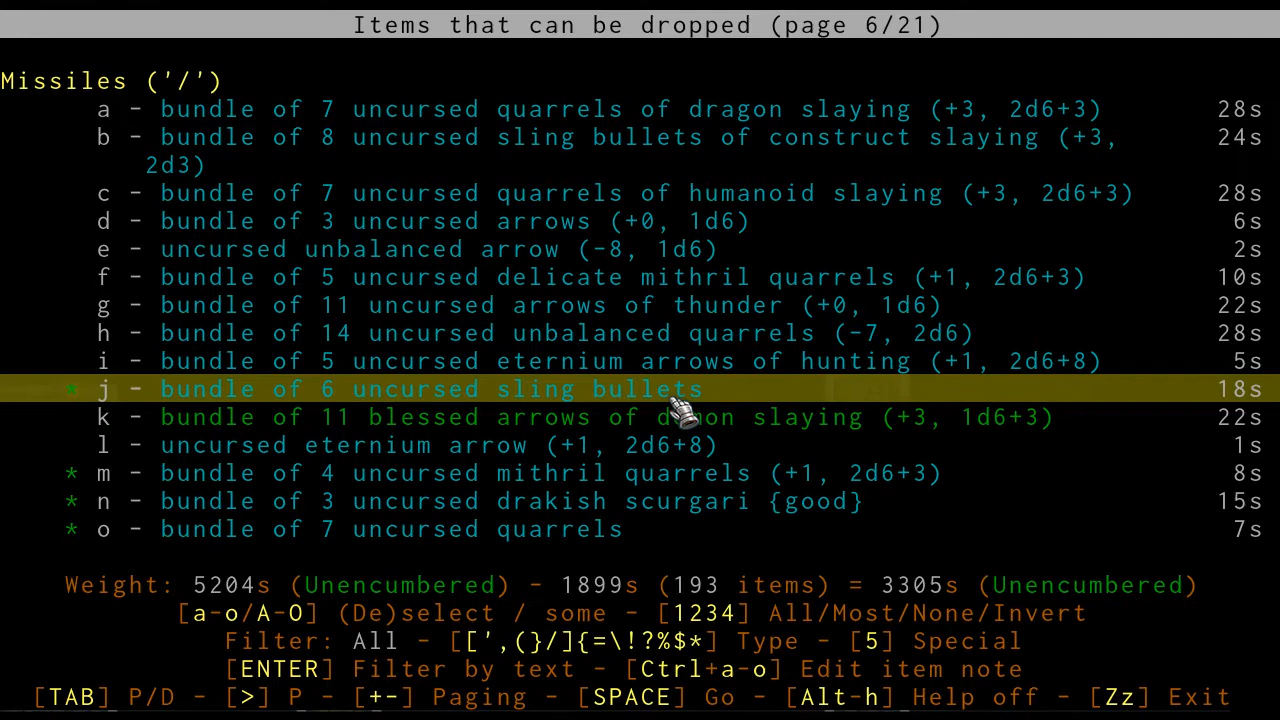 Items that can be dropped (page 6/21)
Missiles ('/')
a - bundle of 7 uncursed quarrels of dragon slaying (+3, 2d6+3) 28s
b - bundle of 8 uncursed sling bullets of construct slaying (+3, 24s
2d3)
c - bundle of 7 uncursed quarrels of humanoid slaying (+3, 2d6+3) 28s
d - bundle of 3 uncursed arrows (+0, 1d6) 6s
e - uncursed unbalanced arrow (-8, 1d6) 2s
f - bundle of 5 uncursed delicate mithril quarrels (+1, 2d6+3) 10s
g - bundle of 11 uncursed arrows of thunder (+0, 1d6) 22s
h - bundle of 14 uncursed unbalanced quarrels (-7, 2d6) 28s
i - bundle of 5 uncursed eternium arrows of hunting (+1, 2d6+8) 5s
* j - bundle of 6 uncursed sling bullets 18s
k - bundle of 11 blessed arrows of demon slaying (+3, 1d6+3) 22s
l - uncursed eternium arrow (+1, 2d6+8) 1s
* m - bundle of 4 uncursed mithril quarrels (+1, 2d6+3) 8s
* n - bundle of 3 uncursed drakish scurgari {good} 15s
* o - bundle of 7 uncursed quarrels 7s
Weight: 5204s (Unencumbered) - 1899s (193 items) = 3305s (Unencumbered)
[a-o/A-O] (De)select / some - [1234] All/Most/None/Invert
Filter: All - [[',(}/]{=\!?%$*] Type - [5] Special
[ENTER] Filter by text - [Ctrl+a-o] Edit item note
[TAB] P/D - [>] P - [+-] Paging - [SPACE] Go - [Alt-h] Help off - [Zz] Exit